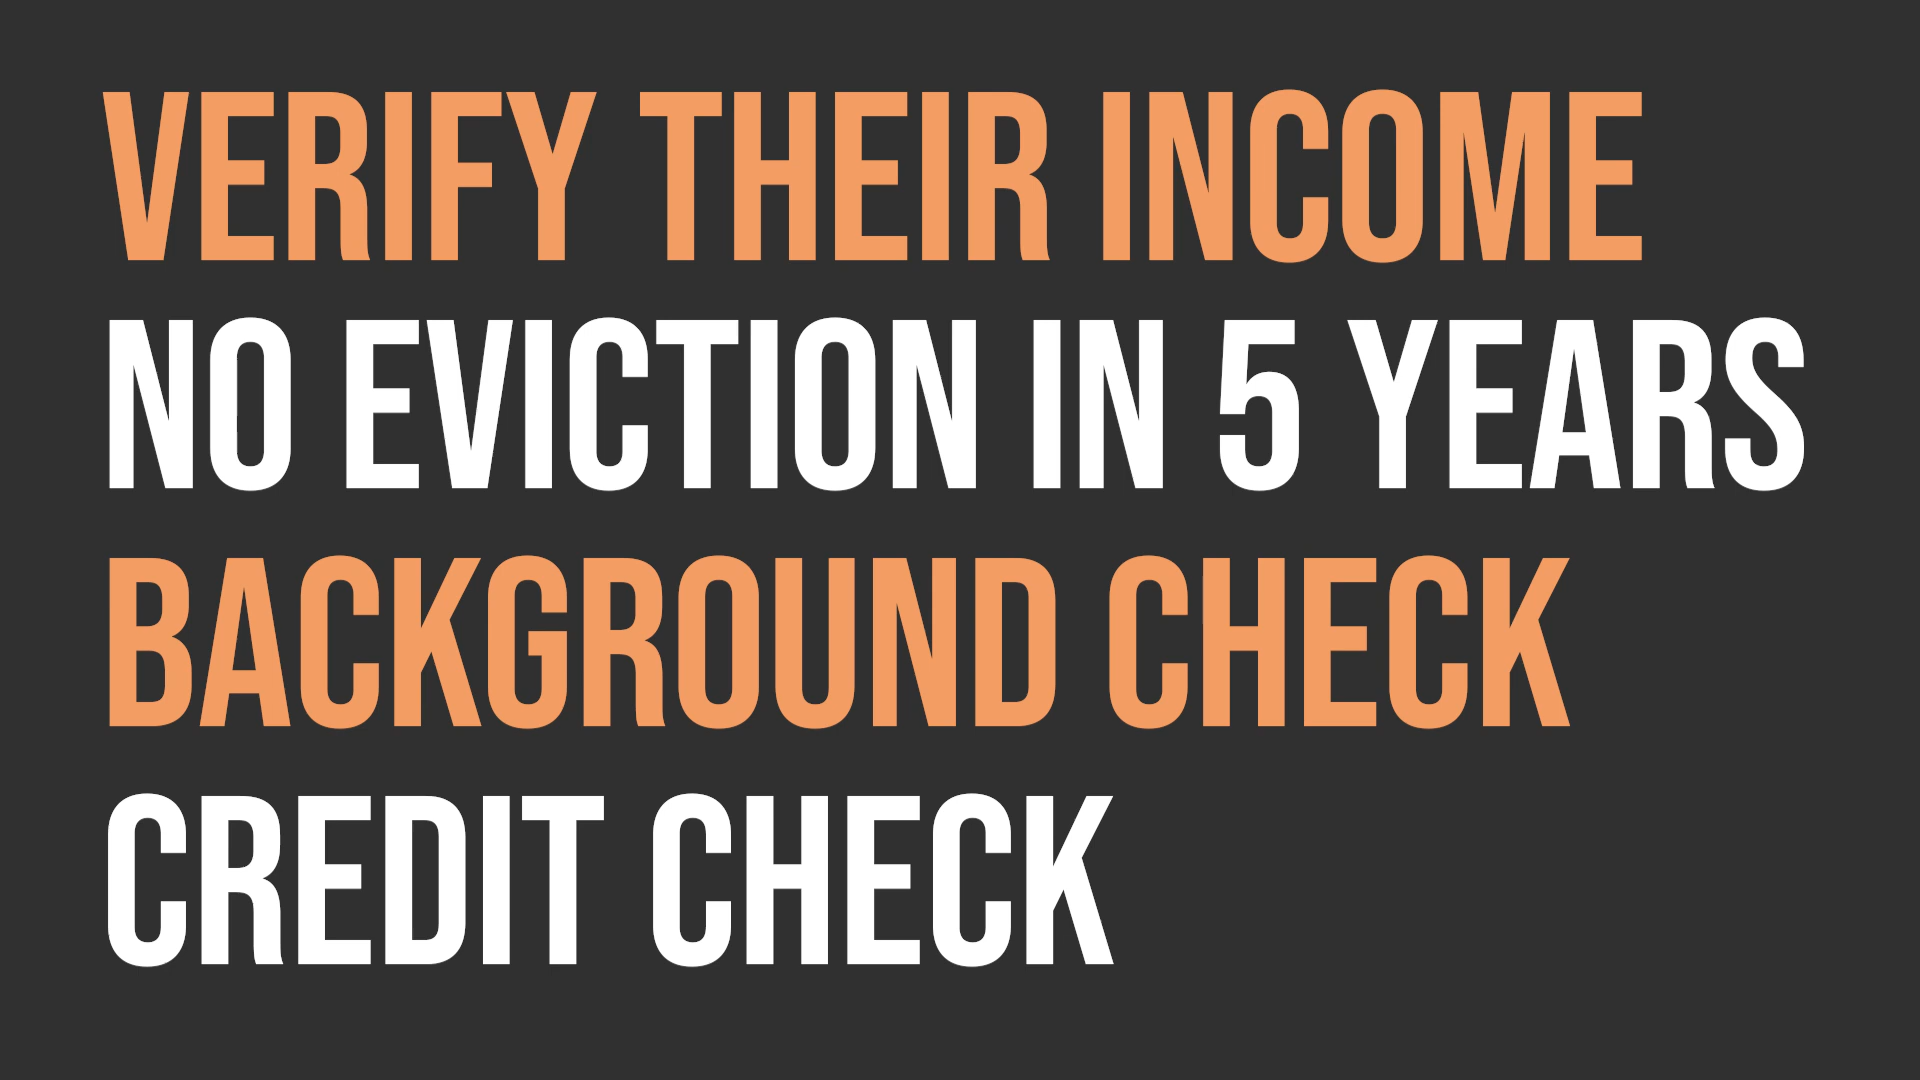 VERIFY THEIR INCOME
NO EVICTION IN 5 YEARS
BACKGROUND CHECK
CREDIT CHECK